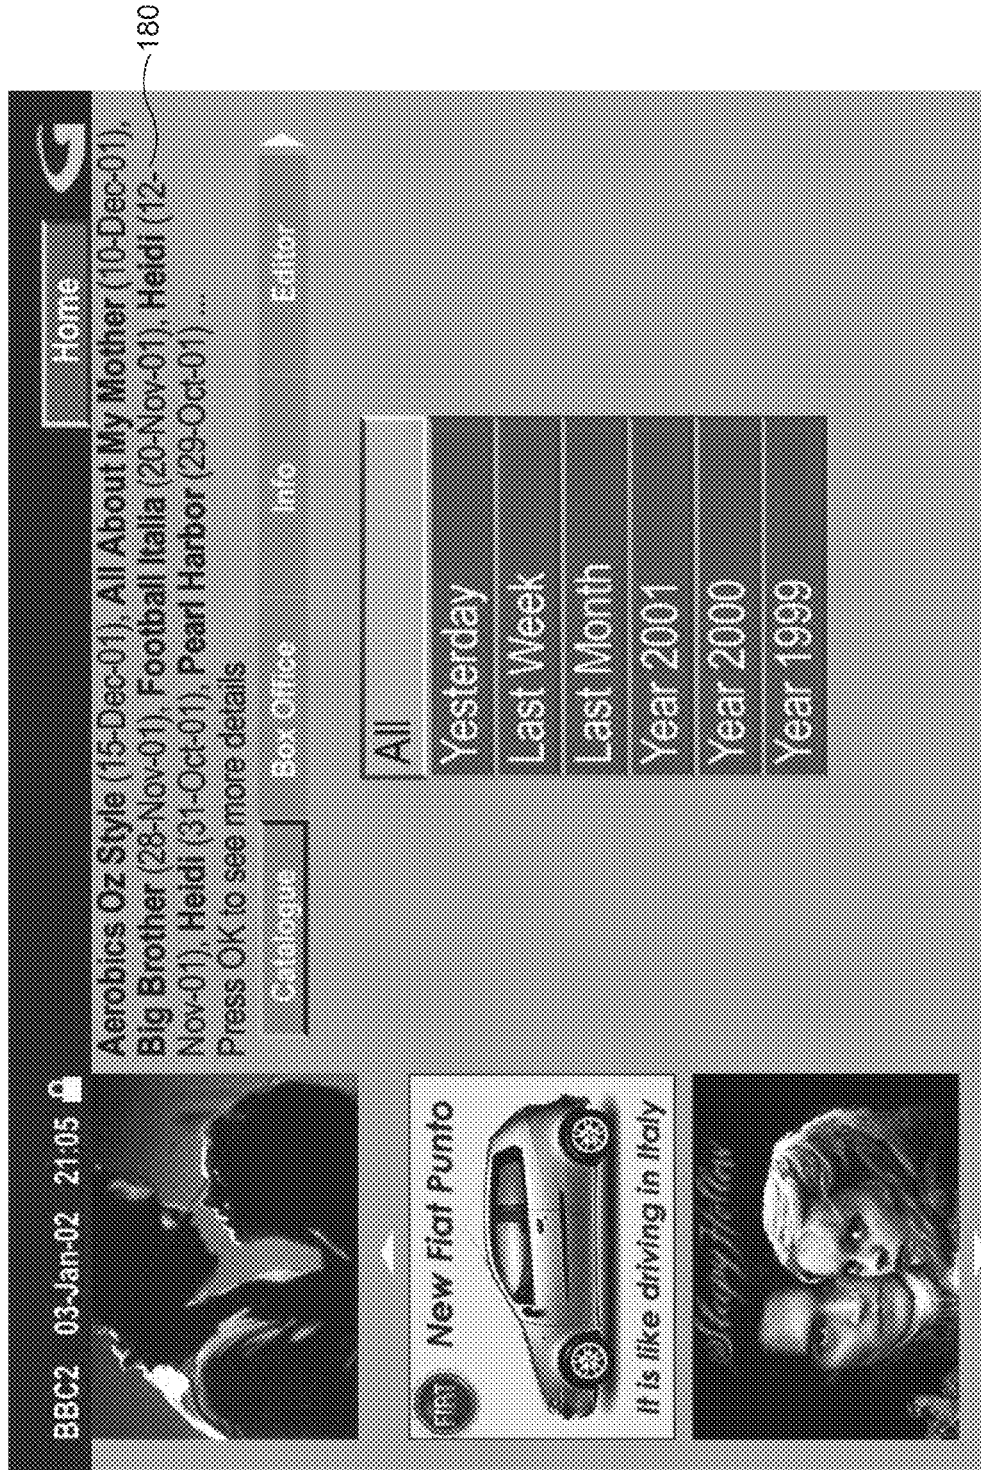 BBC2 03-Jan-02 21:05
Home
Aerobics Oz Style (15-Dec-01), All About My Mother (10-Dec-01),
Big Brother (28-Nov-01), Football Italia (20-Nov-01), Heidi (12-
Nov-01), Heidi (31-Oct-01), Pearl Harbor (29-Oct-01) ...
Press OK to see more details
180
Catalogue Box Office Info Editor
All
Yesterday
Last Week
Last Month
Year 2001
Year 2000
Year 1999
New Fiat Punto
FIAT
It is like driving in Italy